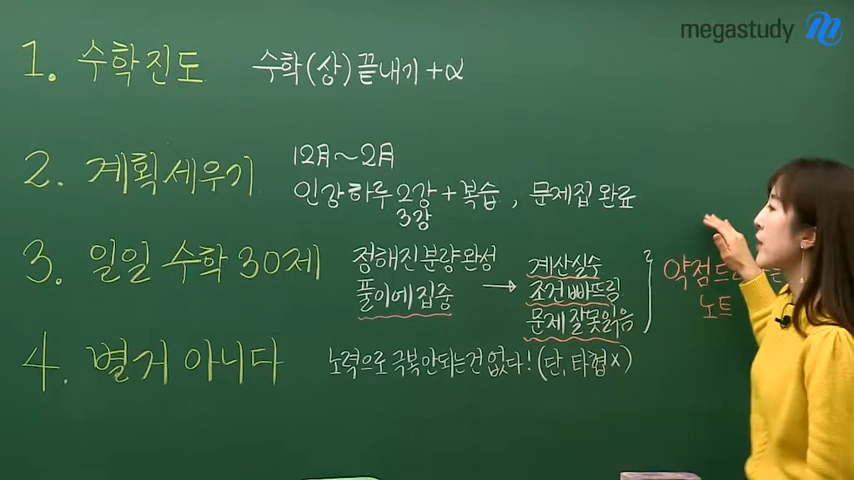 megastudy
1. 수학진도 수학(상)끝내기+α
2. 계획세우기 12月~2月
인강하루 2강+복습, 문제집 완료
3강
3. 일일 수학 30제 정해진 분량 완성
풀이에 집중 → 계산실수
조건 빠뜨림
문제 잘못읽음
노트
4. 별거 아니다 노력으로 극복 안되는건 없다! (단, 타협x)